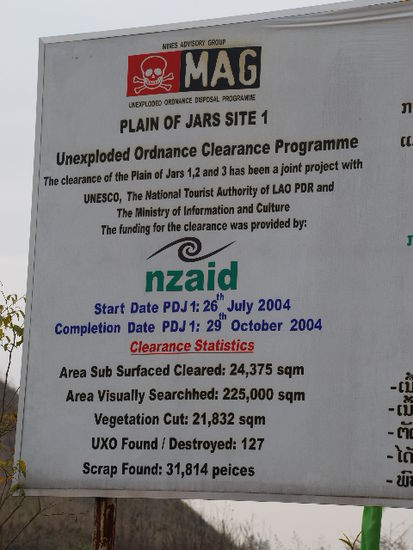 MINES ADVISORY GROUP
MAG
UNEXPLODED ORDNANCE DISPOSAL PROGRAMME
PLAIN OF JARS SITE 1
Unexploded Ordnance Clearance Programme
The clearance of the Plain of Jars 1,2 and 3 has been a joint project with
UNESCO, The National Tourist Authority of LAO PDR and
The Ministry of Information and Culture
The funding for the clearance was provided by:
nzaid
Start Date PDJ 1: 26th July 2004
Completion Date PDJ 1: 29th October 2004
Clearance Statistics
Area Sub Surfaced Cleared: 24,375 sqm
Area Visually Searchhed: 225,000 sqm
Vegetation Cut: 21,832 sqm
UXO Found / Destroyed: 127
Scrap Found: 31,814 peices